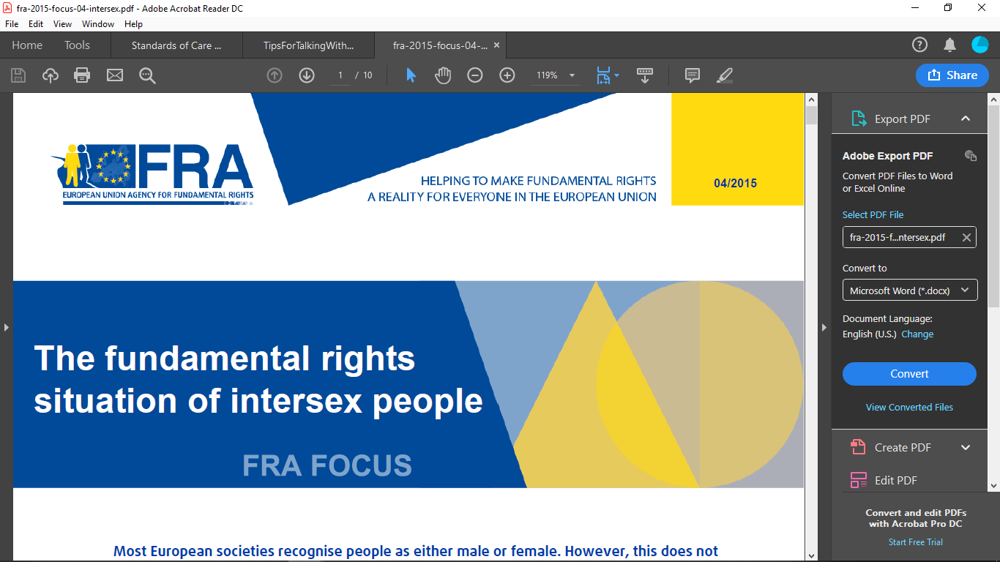 fra-2015-focus-04-intersex.pdf - Adobe Acrobat Reader DC
File Edit View Window Help
Home Tools Standards of Care ... TipsForTalkingWith... fra-2015-focus-04-...
1 / 10 119% Share
FRA
EUROPEAN UNION AGENCY FOR FUNDAMENTAL RIGHTS
HELPING TO MAKE FUNDAMENTAL RIGHTS
A REALITY FOR EVERYONE IN THE EUROPEAN UNION
04/2015
The fundamental rights
situation of intersex people
FRA FOCUS
Most European societies recognise people as either male or female. However, this does not
Export PDF
Adobe Export PDF
Convert PDF Files to Word
or Excel Online
Select PDF File
fra-2015-f...ntersex.pdf
Convert to
Microsoft Word (*.docx)
Document Language:
English (U.S.) Change
Convert
View Converted Files
Create PDF
Edit PDF
Convert and edit PDFs
with Acrobat Pro DC
Start Free Trial